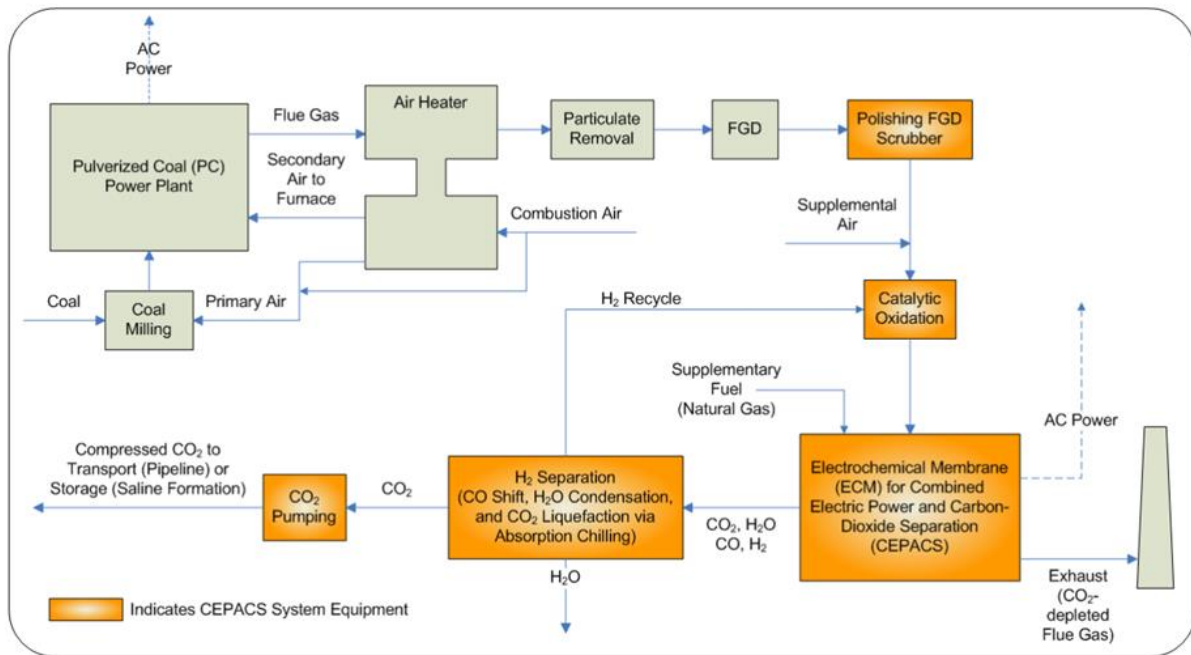 AC
Power
Pulverized Coal (PC)
Power Plant
Flue Gas
Air Heater
Particulate
Removal
FGD
Polishing FGD
Scrubber
Secondary
Air to
Furnace
Combustion Air
Supplemental
Air
Coal
Coal
Milling
Primary Air
H₂ Recycle
Catalytic
Oxidation
Supplementary
Fuel
(Natural Gas)
AC Power
Compressed CO₂ to
Transport (Pipeline) or
Storage (Saline Formation)
CO₂
Pumping
CO₂
H₂ Separation
(CO Shift, H₂O Condensation,
and CO₂ Liquefaction via
Absorption Chilling)
CO₂, H₂O
CO, H₂
Electrochemical Membrane
(ECM) for Combined
Electric Power and Carbon-
Dioxide Separation
(CEPACS)
H₂O
Exhaust
(CO₂-
depleted
Flue Gas)
Indicates CEPACS System Equipment